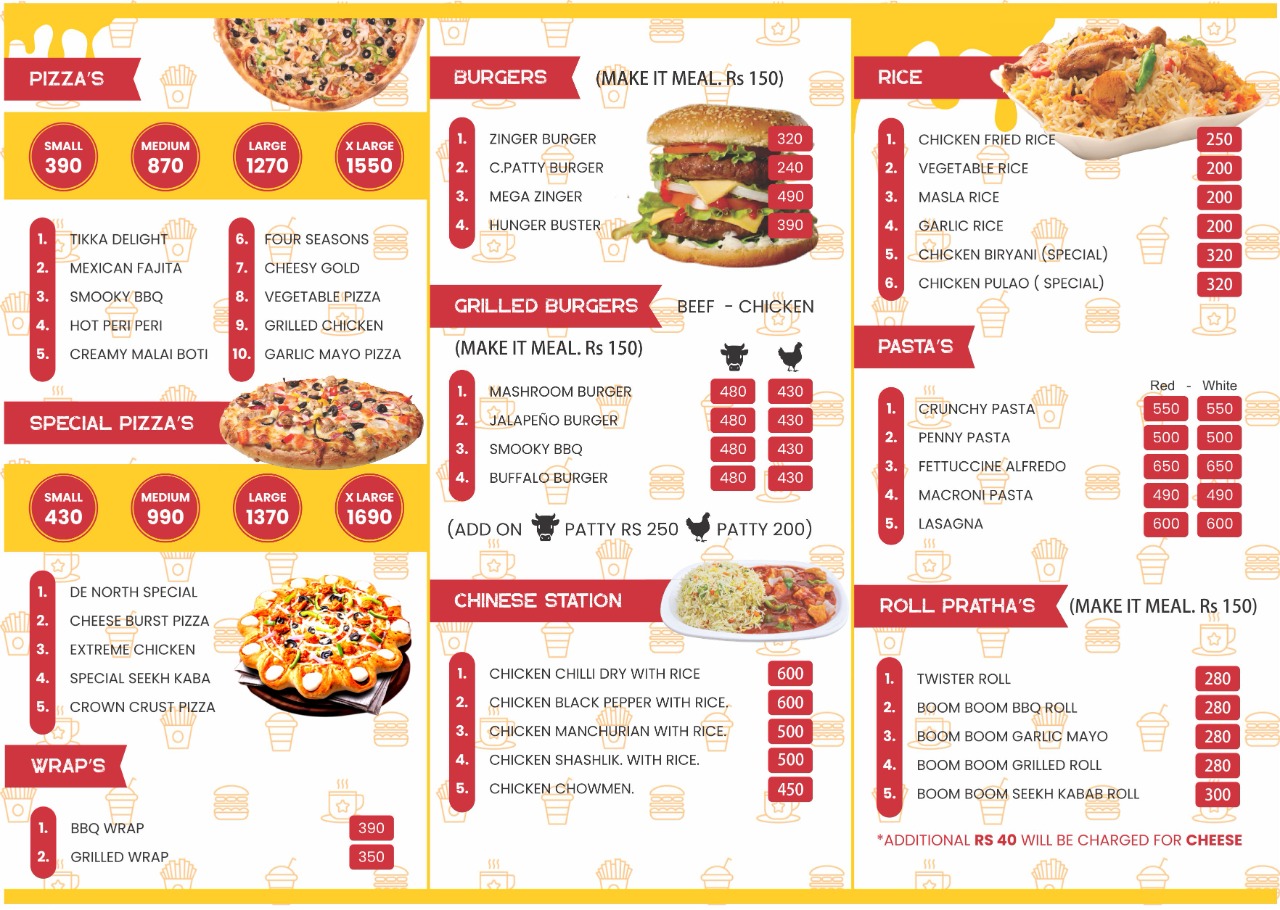 PIZZA'S
SMALL 390
MEDIUM 870
LARGE 1270
X LARGE 1550
1. TIKKA DELIGHT
2. MEXICAN FAJITA
3. SMOOKY BBQ
4. HOT PERI PERI
5. CREAMY MALAI BOTI
6. FOUR SEASONS
7. CHEESY GOLD
8. VEGETABLE PIZZA
9. GRILLED CHICKEN
10. GARLIC MAYO PIZZA
SPECIAL PIZZA'S
SMALL 430
MEDIUM 990
LARGE 1370
X LARGE 1690
1. DE NORTH SPECIAL
2. CHEESE BURST PIZZA
3. EXTREME CHICKEN
4. SPECIAL SEEKH KABA
5. CROWN CRUST PIZZA
WRAP'S
1. BBQ WRAP 390
2. GRILLED WRAP 350
BURGERS (MAKE IT MEAL. Rs 150)
1. ZINGER BURGER 320
2. C.PATTY BURGER 240
3. MEGA ZINGER 490
4. HUNGER BUSTER 390
GRILLED BURGERS BEEF - CHICKEN
(MAKE IT MEAL. Rs 150)
1. MASHROOM BURGER 480 430
2. JALAPEÑO BURGER 480 430
3. SMOOKY BBQ 480 430
4. BUFFALO BURGER 480 430
(ADD ON PATTY RS 250 PATTY 200)
CHINESE STATION
1. CHICKEN CHILLI DRY WITH RICE 600
2. CHICKEN BLACK PEPPER WITH RICE. 600
3. CHICKEN MANCHURIAN WITH RICE. 500
4. CHICKEN SHASHLIK. WITH RICE. 500
5. CHICKEN CHOWMEN. 450
RICE
1. CHICKEN FRIED RICE 250
2. VEGETABLE RICE 200
3. MASLA RICE 200
4. GARLIC RICE 200
5. CHICKEN BIRYANI (SPECIAL) 320
6. CHICKEN PULAO ( SPECIAL) 320
PASTA'S
Red - White
1. CRUNCHY PASTA 550 550
2. PENNY PASTA 500 500
3. FETTUCCINE ALFREDO 650 650
4. MACRONI PASTA 490 490
5. LASAGNA 600 600
ROLL PRATHA'S (MAKE IT MEAL. Rs 150)
1. TWISTER ROLL 280
2. BOOM BOOM BBQ ROLL 280
3. BOOM BOOM GARLIC MAYO 280
4. BOOM BOOM GRILLED ROLL 280
5. BOOM BOOM SEEKH KABAB ROLL 300
*ADDITIONAL RS 40 WILL BE CHARGED FOR CHEESE